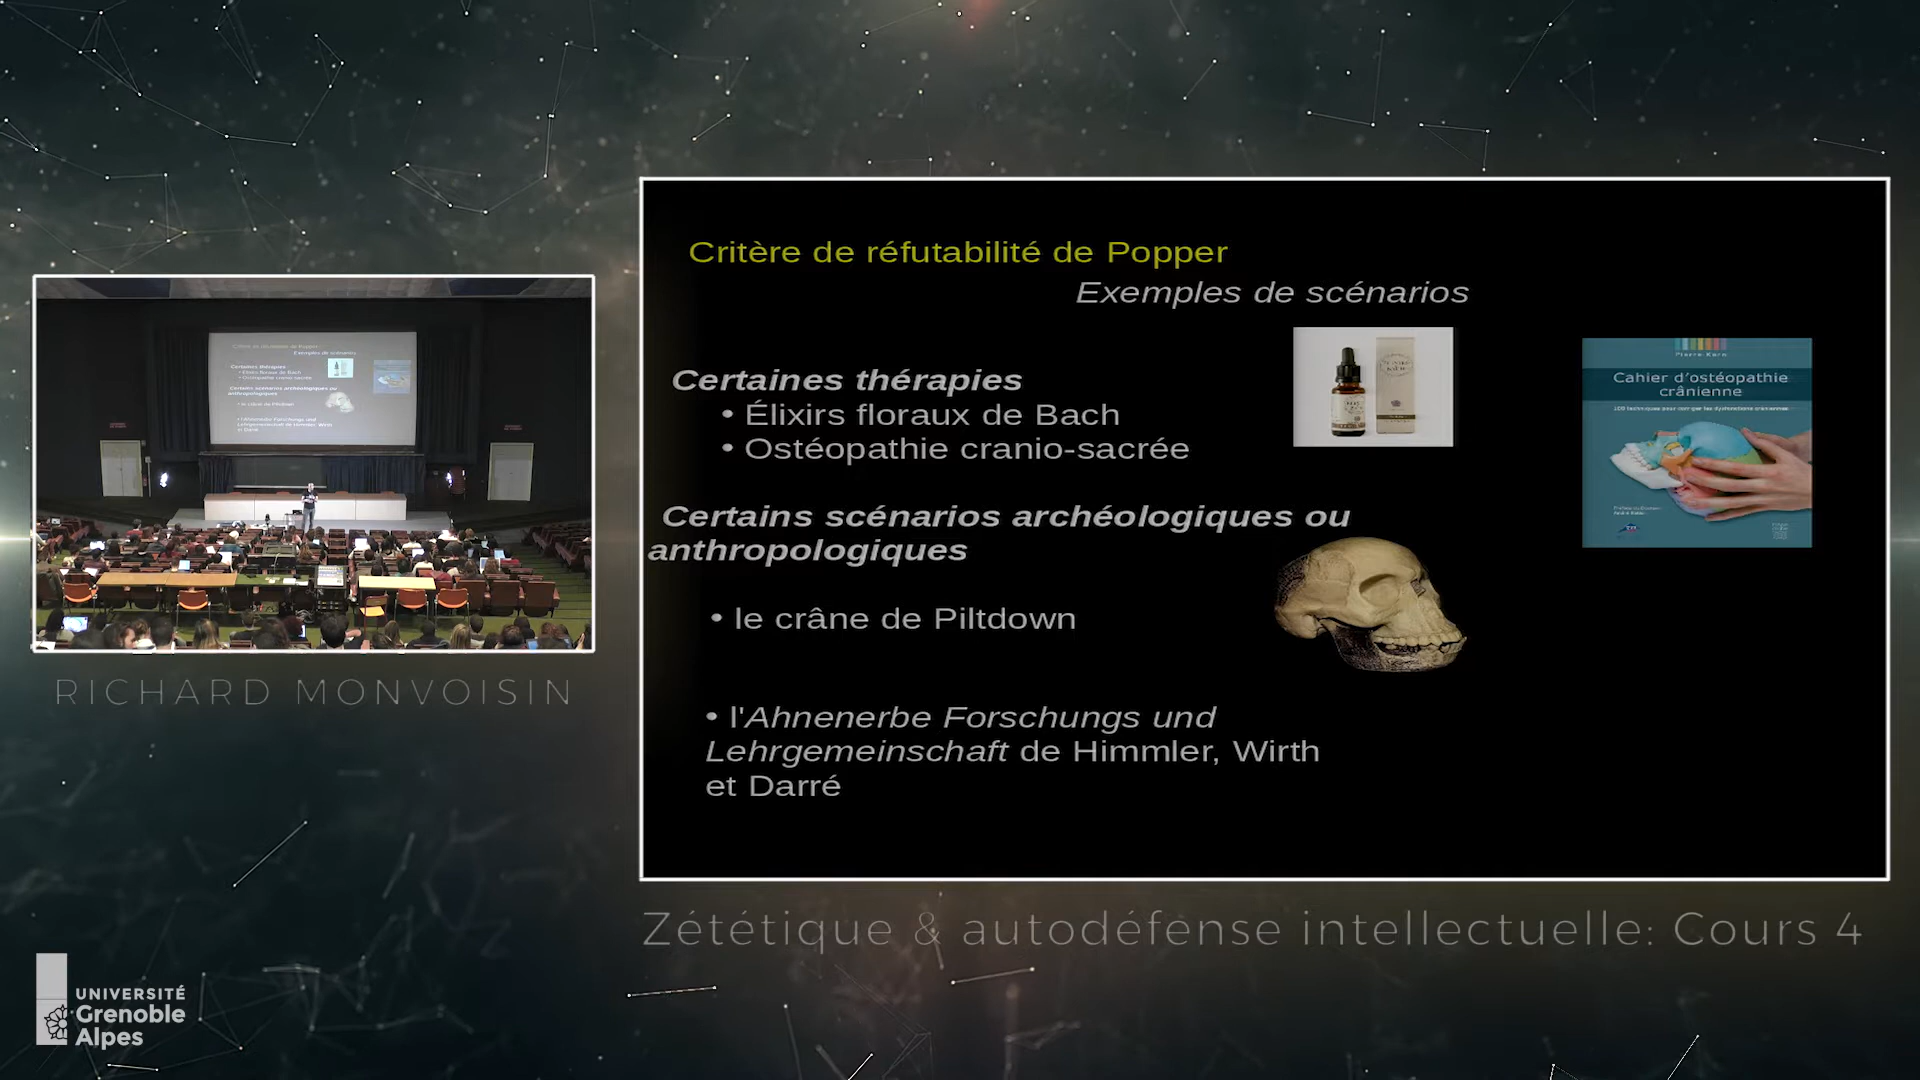 Critère de réfutabilité de Popper
Exemples de scénarios
Certaines thérapies
• Élixirs floraux de Bach
• Ostéopathie cranio-sacrée
Certains scénarios archéologiques ou
anthropologiques
• le crâne de Piltdown
• l'Ahnenerbe Forschungs und
Lehrgemeinschaft de Himmler, Wirth
et Darré
Pierre Kern
Cahier d'ostéopathie
crânienne
RICHARD MONVOISIN
Zététique & autodéfense intellectuelle: Cours 4
UNIVERSITÉ
Grenoble
Alpes